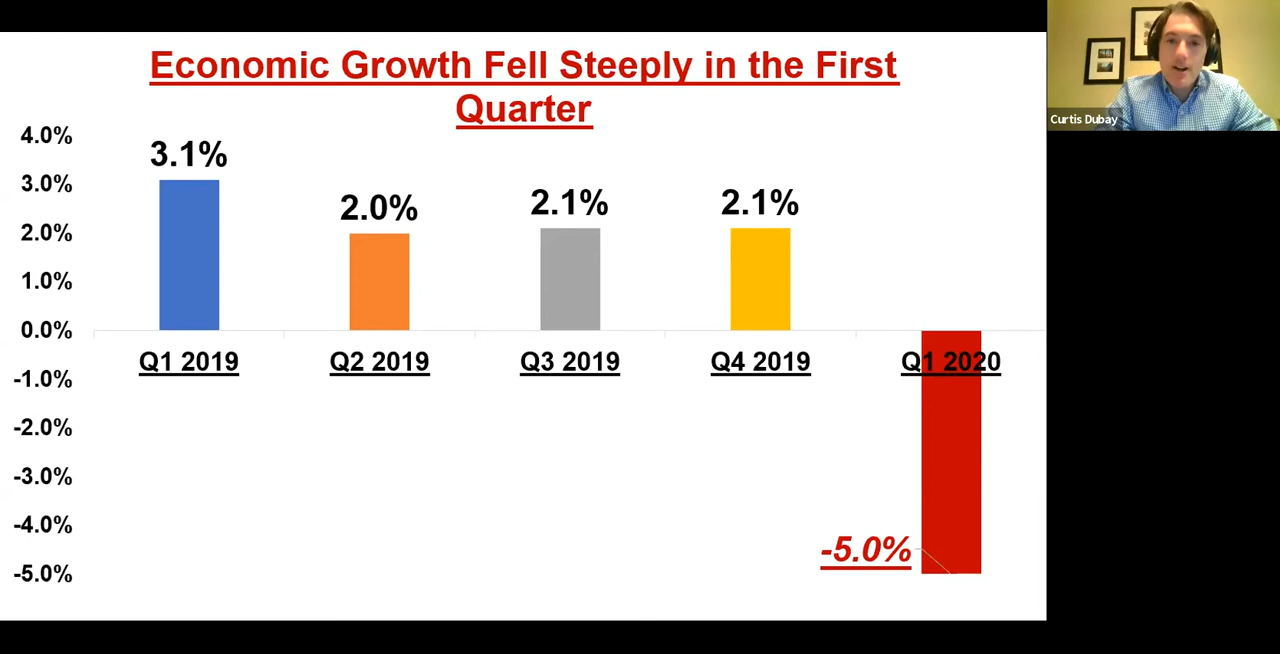 Economic Growth Fell Steeply in the First
Quarter
4.0%
3.0%
2.0%
1.0%
0.0%
-1.0%
-2.0%
-3.0%
-4.0%
-5.0%
3.1%
2.0%
2.1%
2.1%
-5.0%
Q1 2019
Q2 2019
Q3 2019
Q4 2019
Q1 2020
Curtis Dubay